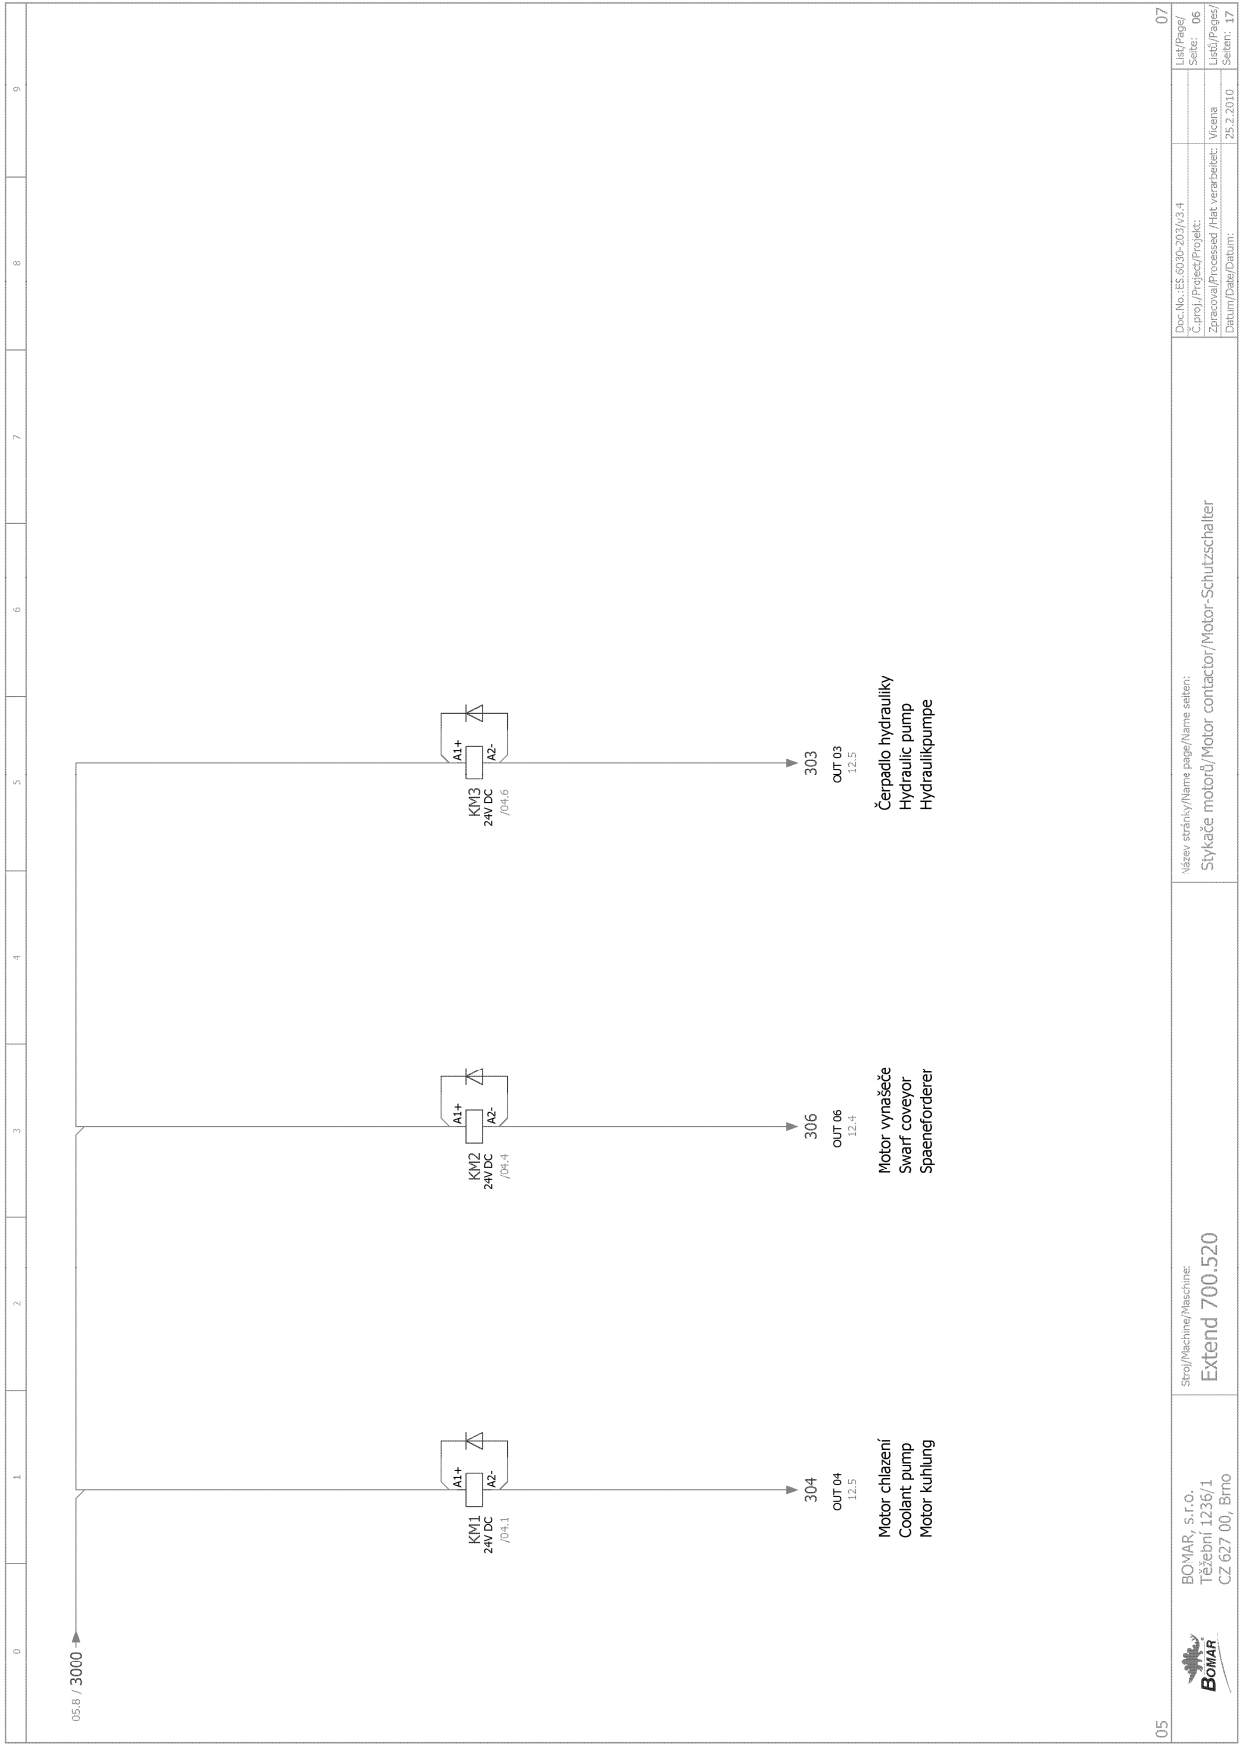 0 1 2 3 4 5 6 7 8 9
05.8 / 3000
KM1
24V DC
/04.1
A1+
A2-
304
OUT 04
12.5
Motor chlazení
Coolant pump
Motor kuhlung
KM2
24V DC
/04.4
A1+
A2-
306
OUT 06
12.4
Motor vynašeče
Swarf coveyor
Spaeneforderer
KM3
24V DC
/04.6
A1+
A2-
303
OUT 03
12.5
Čerpadlo hydrauliky
Hydraulic pump
Hydraulikpumpe
05
07
BOMAR
BOMAR, s.r.o.
Těžební 1236/1
CZ 627 00, Brno
Stroj/Machine/Maschine:
Extend 700.520
Název stránky/Name page/Name seiten:
Stykače motorů/Motor contactor/Motor-Schutzschalter
Doc.No.:ES.6030-203/v3.4
Č.proj./Project/Projekt:
Zpracoval/Processed /Hat verarbeitet: Vicena
Datum/Date/Datum: 25.2.2010
List/Page/
Seite: 06
Listů/Pages/
Seiten: 17